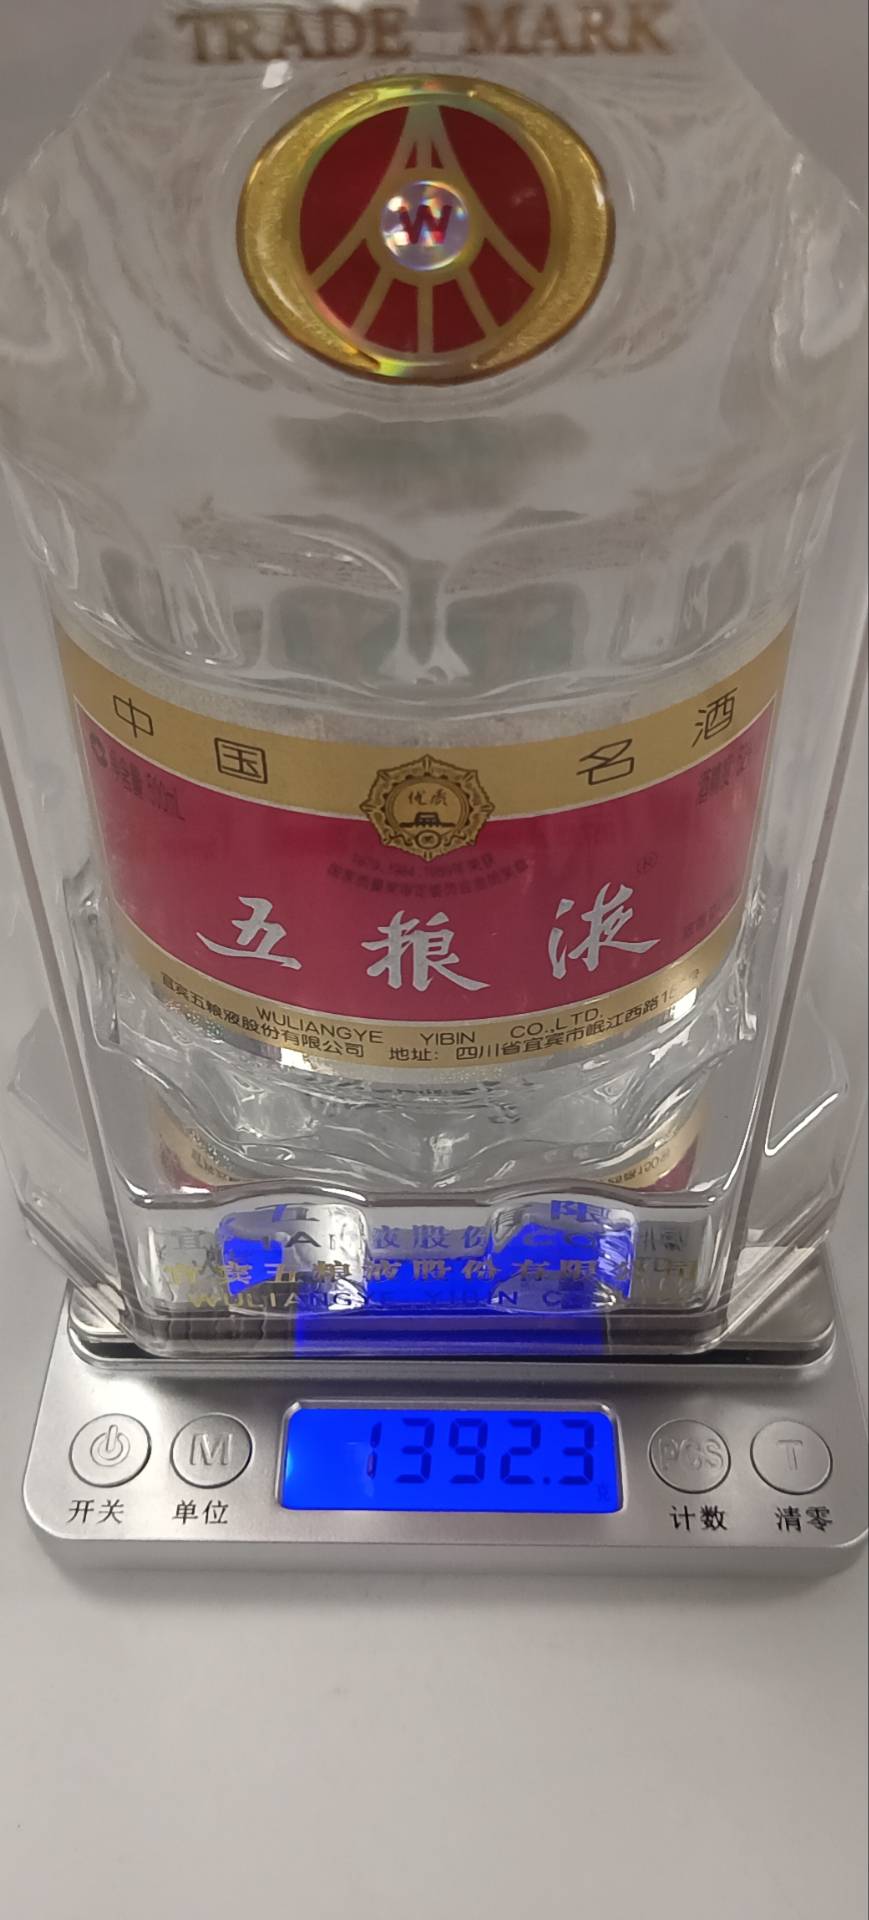 TRADE MARK
W
中国名酒
优质
五粮液®
WULIANGYE YIBIN CO.,LTD.
宜宾五粮液股份有限公司 地址: 四川省宜宾市岷江西路
宜宾五粮液股份有限公司
WULIANGYE YIBIN
1392.3
M PCS T
开关 单位 计数 清零